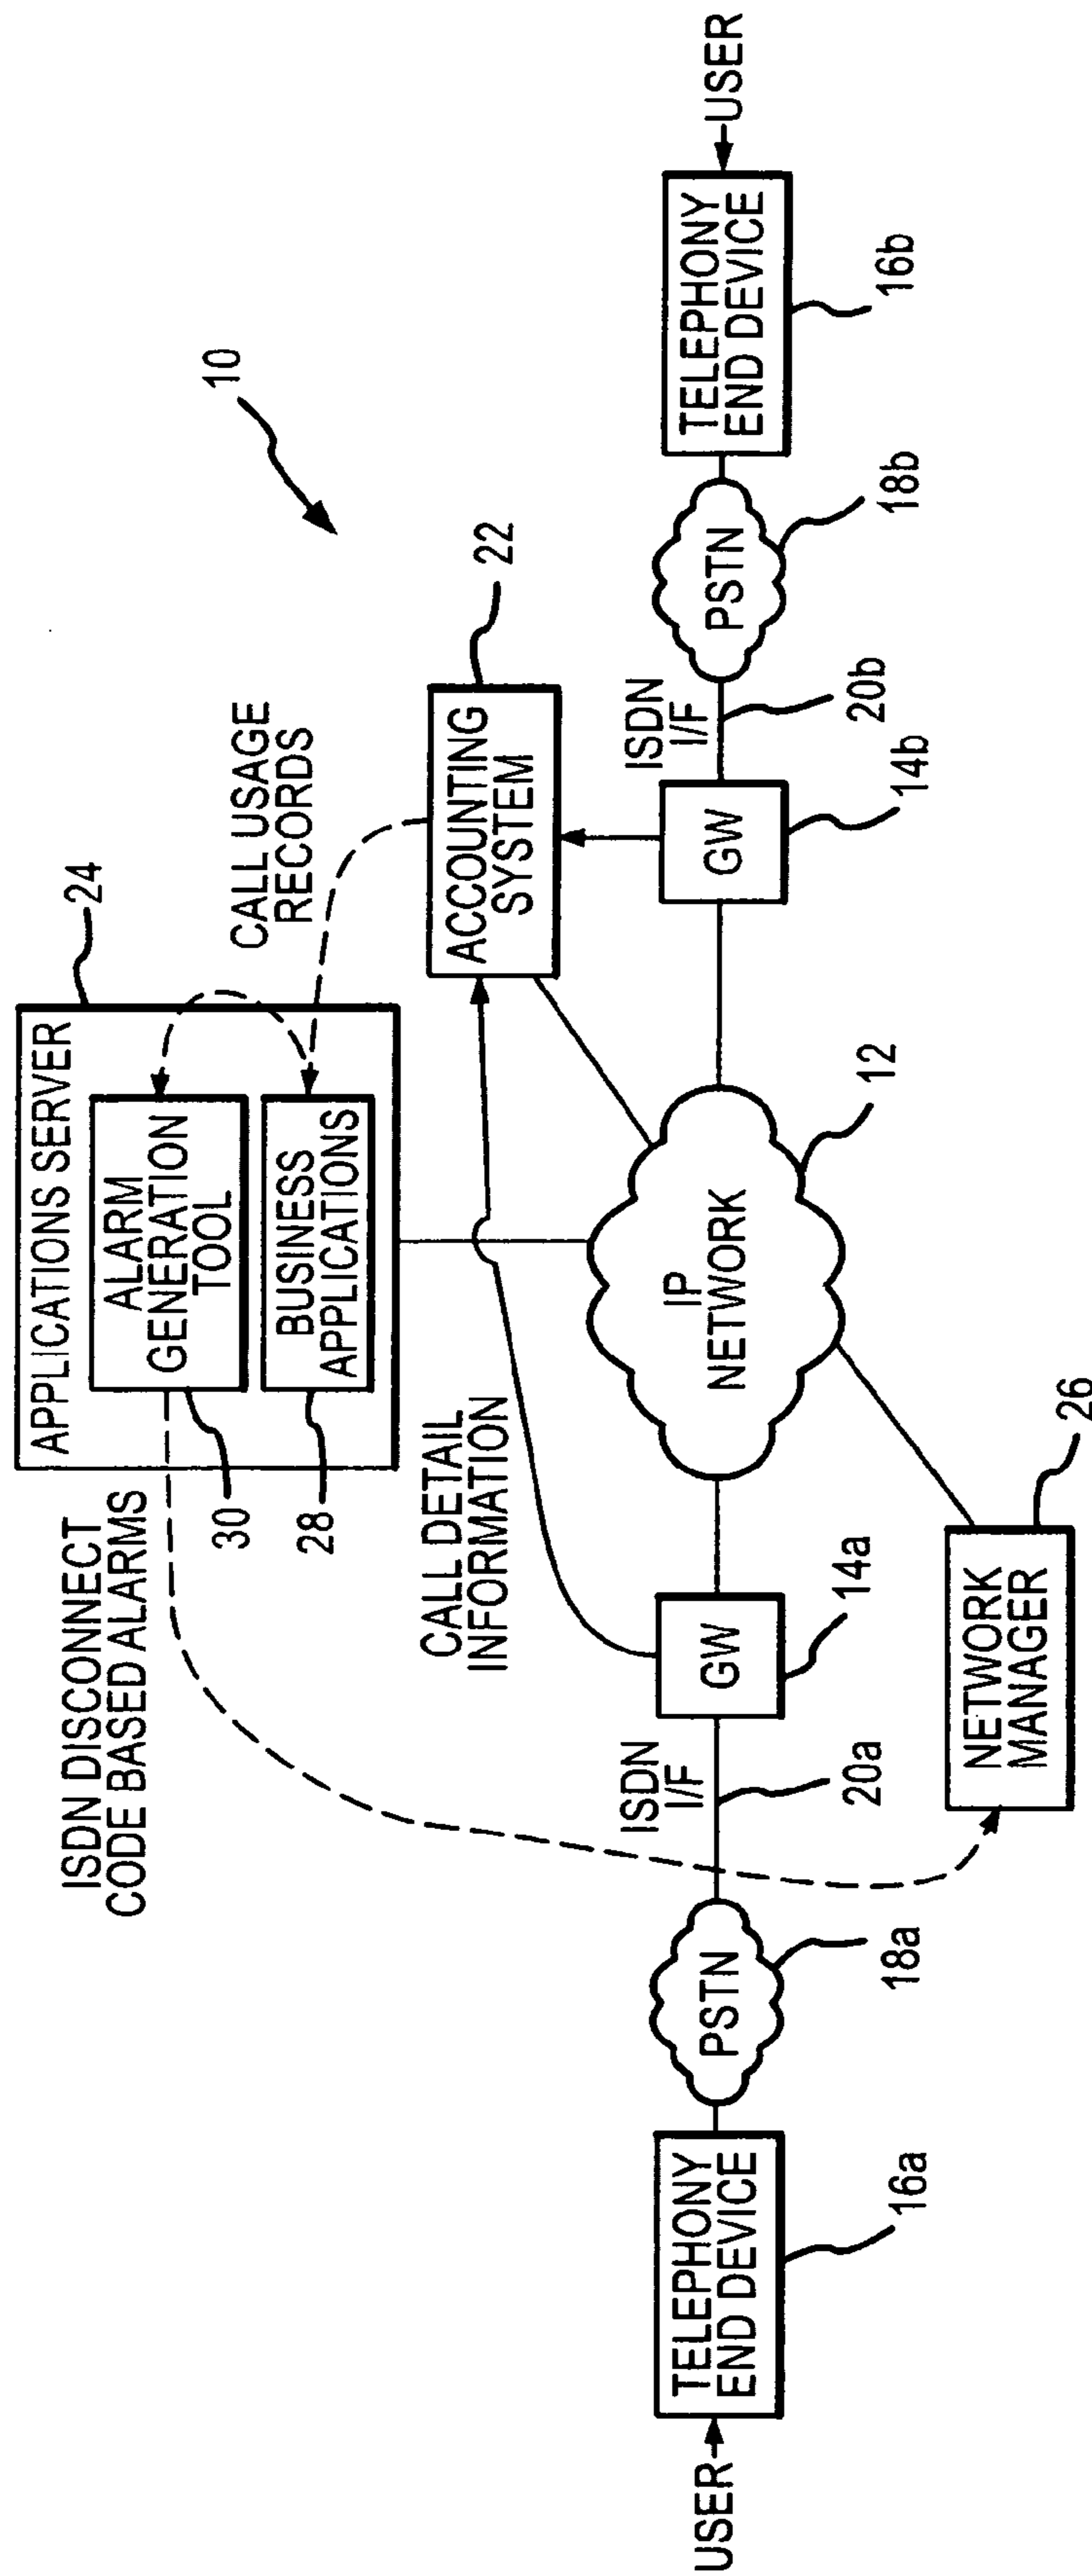 10
APPLICATIONS SERVER
24
ALARM
GENERATION
TOOL
BUSINESS
APPLICATIONS
30
28
ISDN DISCONNECT
CODE BASED ALARMS
CALL USAGE
RECORDS
ACCOUNTING
SYSTEM
22
CALL DETAIL
INFORMATION
USER
TELEPHONY
END DEVICE
16a
PSTN
18a
ISDN
I/F
20a
GW
14a
IP
NETWORK
12
GW
14b
ISDN
I/F
20b
PSTN
18b
TELEPHONY
END DEVICE
16b
USER
NETWORK
MANAGER
26